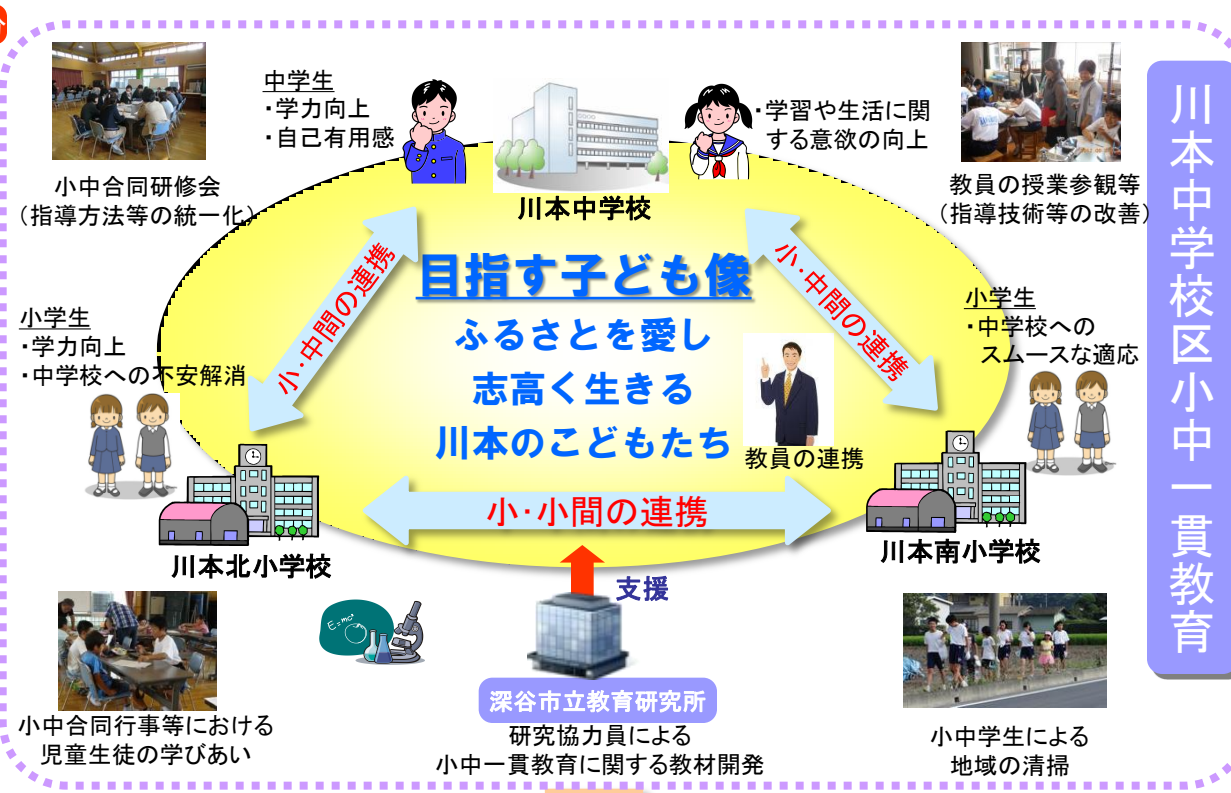 介
川本中学校区小中一貫教育
小中合同研修会
(指導方法等の統一化)
中学生
・学力向上
・自己有用感
川本中学校
・学習や生活に関
する意欲の向上
教員の授業参観等
(指導技術等の改善)
小・中間の連携
目指す子ども像
ふるさとを愛し
志高く生きる
川本のこどもたち
小・中間の連携
小学生
・学力向上
・中学校への不安解消
小学生
・中学校への
スムースな適応
教員の連携
小・小間の連携
川本北小学校
川本南小学校
支援
E=mc²
深谷市立教育研究所
研究協力員による
小中一貫教育に関する教材開発
小中合同行事等における
児童生徒の学びあい
小中学生による
地域の清掃